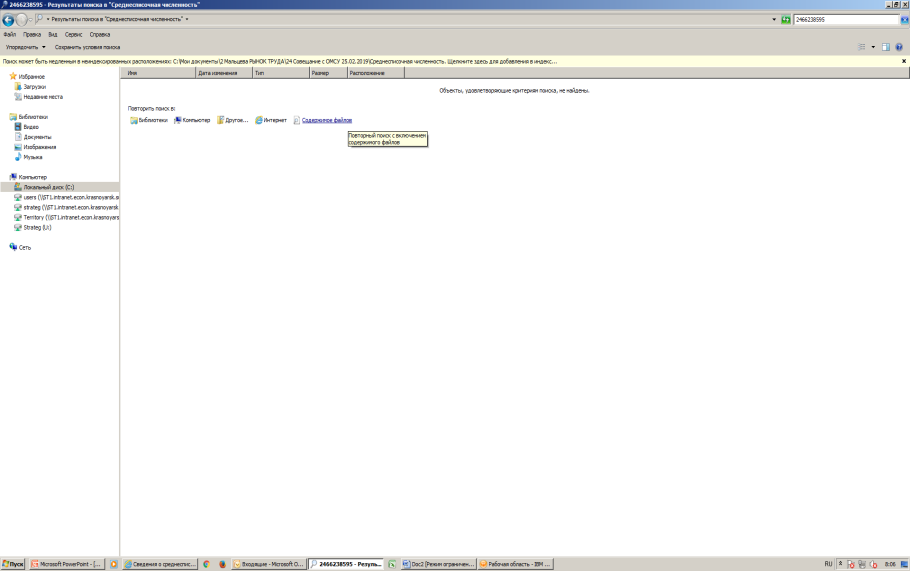 2466238595 - Результаты поиска в "Среднесписочная численность"
Результаты поиска в "Среднесписочная численность"
2466238595
Файл Правка Вид Сервис Справка
Упорядочить Сохранить условия поиска
Поиск может быть медленным в неиндексированных расположениях: C:\Мои документы\2 Мальцева РЫНОК ТРУДА\24 Совещание с ОМСУ 25.02.2019\Среднесписочная численность. Щелкните здесь для добавления в индекс...
Имя Дата изменения Тип Размер Расположение
Объекты, удовлетворяющие критериям поиска, не найдены.
Повторить поиск в:
Библиотеки Компьютер Другое... Интернет Содержимое файлов
Повторный поиск с включением
содержимого файлов
Избранное
Загрузки
Недавние места
Библиотеки
Видео
Документы
Изображения
Музыка
Компьютер
Локальный диск (C:)
users (\\ST1.intranet.econ.krasnoyarsk.s
strateg (\\ST1.intranet.econ.krasnoyarsk
Territory (\\ST1.intranet.econ.krasnoyars
Strateg (U:)
Сеть
Пуск
Microsoft PowerPoint - [...
Сведения о среднеспис...
Входящие - Microsoft O...
2466238595 - Резуль...
Doc2 [Режим ограничен...
Рабочая область - IBM ...
RU
8:06